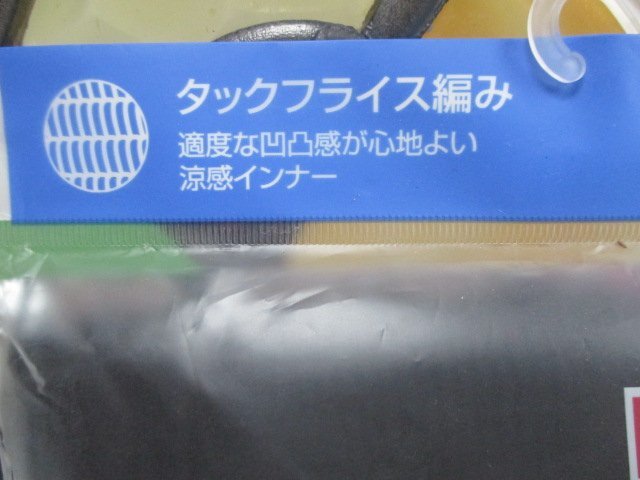 タックフライス編み
適度な凹凸感が心地よい
涼感インナー